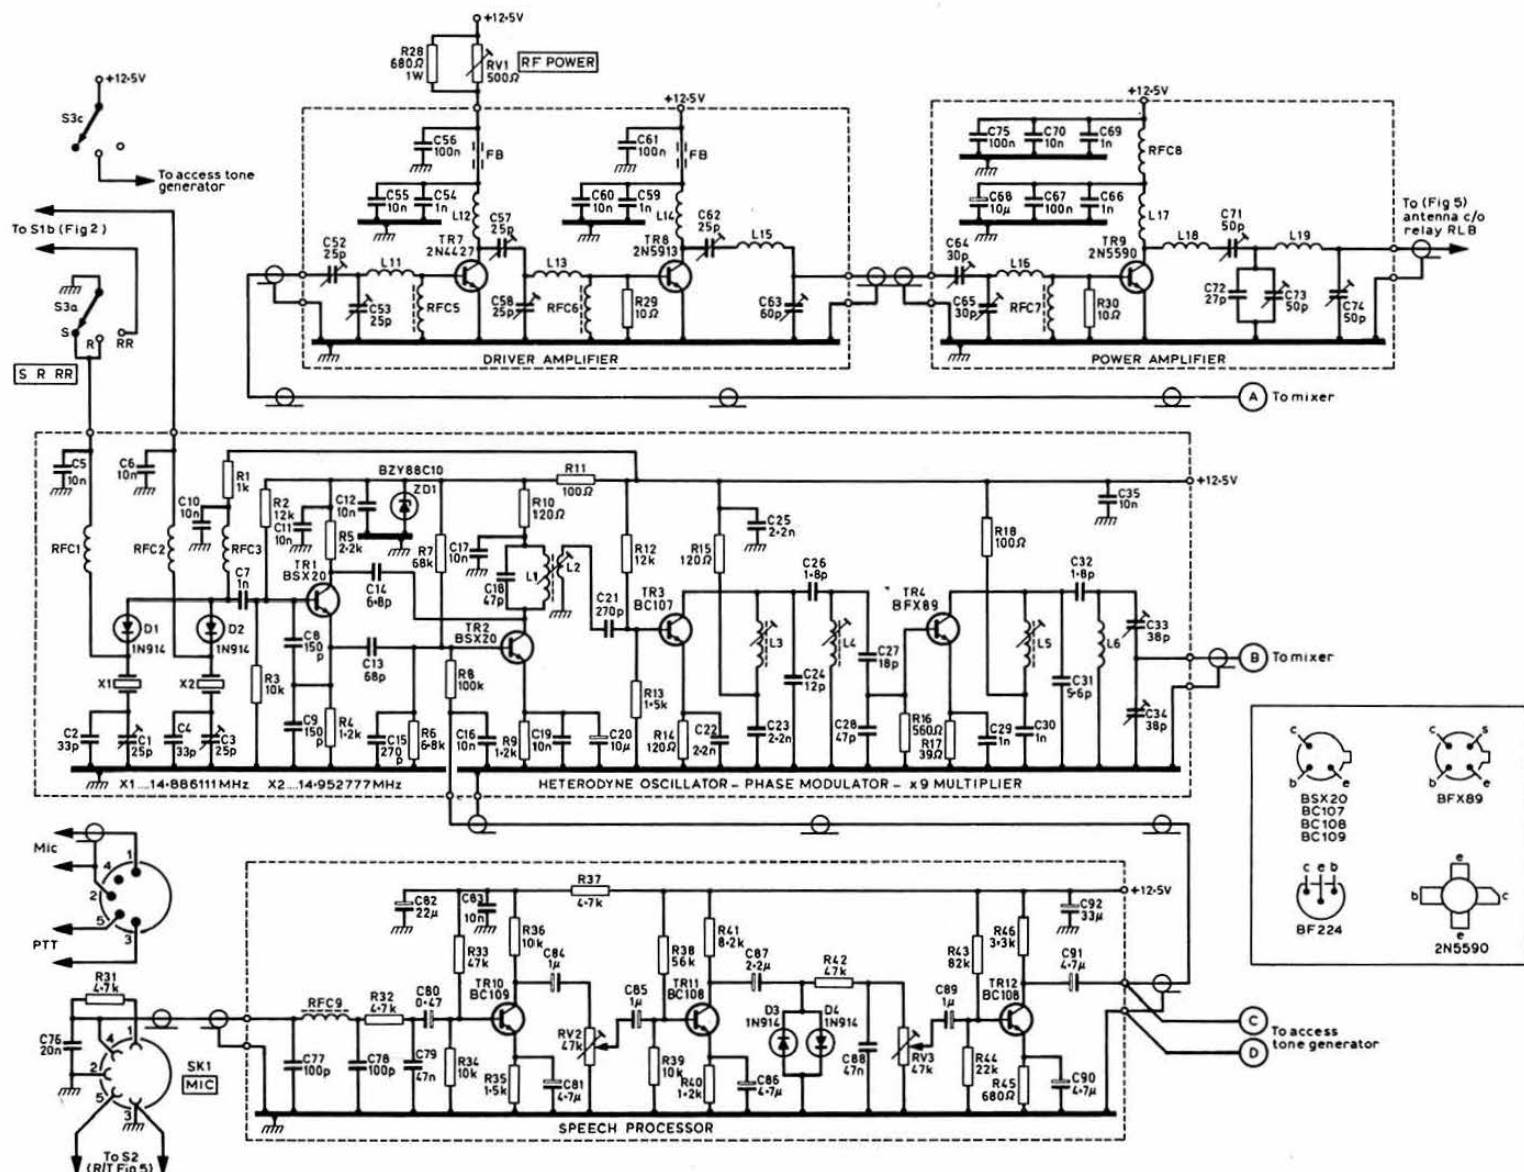 +12·5V
S3c
To access tone
generator
To S1b (Fig 2)
S3a
S
R
RR
S R RR
+12·5V
R28
680Ω
1W
RV1
500Ω
RF POWER
C56
100n
FB
C55
10n
C54
1n
L12
C57
25p
TR7
2N4427
C52
25p
L11
C53
25p
RFC5
L13
C58
25p
RFC6
+12·5V
C61
100n
FB
C60
10n
C59
1n
L14
C62
25p
TR8
2N5913
L15
R29
10Ω
C63
60p
DRIVER AMPLIFIER
+12·5V
C75
100n
C70
10n
C69
1n
RFC8
C68
10μ
C67
100n
C66
1n
L17
TR9
2N5590
C64
30p
L16
C65
30p
RFC7
R30
10Ω
L18
C71
50p
L19
C72
27p
C73
50p
C74
50p
To (Fig 5)
antenna c/o
relay RLB
POWER AMPLIFIER
A
To mixer
C5
10n
C6
10n
RFC1
RFC2
C10
10n
R1
1k
RFC3
R2
12k
C11
10n
R5
2·2k
C12
10n
BZY88C10
ZD1
R7
68k
C17
10n
R10
120Ω
R11
100Ω
L1
L2
C18
47p
C7
1n
TR1
BSX20
C14
6·8p
TR2
BSX20
D1
1N914
D2
1N914
X1
X2
C8
150
p
C13
68p
R3
10k
C9
150
p
R4
1·2k
C2
33p
C1
25p
C4
33p
C3
25p
C15
270
p
R6
6·8k
R8
100k
C16
10n
R9
1·2k
C19
10n
C20
10μ
C21
270p
R12
12k
TR3
BC107
R13
1·5k
R14
120Ω
C22
2·2n
R15
120Ω
C25
2·2n
L3
C23
2·2n
C24
12p
C26
1·8p
L4
C27
18p
C28
47p
TR4
BFX89
R16
560Ω
R17
39Ω
R18
100Ω
C29
1n
L5
C30
1n
C31
5·6p
C32
1·8p
L6
C33
38p
C34
38p
C35
10n
+12·5V
B
To mixer
X1....14·886111MHz X2....14·952777MHz
HETERODYNE OSCILLATOR – PHASE MODULATOR – x9 MULTIPLIER
c
s
b
e
BSX20
BC107
BC108
BC109
c
b
e
BFX89
c e b
BF224
e
b
c
e
2N5590
Mic
PTT
1
4
2
5
3
R31
4·7k
C76
20n
1
4
2
5
3
SK1
MIC
To S2
(R/T Fig 5)
RFC9
C77
100p
C78
100p
R32
4·7k
C79
47n
C80
0·47
C82
22μ
C83
10n
R33
47k
R34
10k
R36
10k
TR10
BC109
R35
1·5k
C81
4·7μ
C84
1μ
RV2
47k
R37
4·7k
C85
1μ
R38
56k
R39
10k
R41
8·2k
TR11
BC108
R40
1·2k
C86
4·7μ
C87
2·2μ
D3
1N914
D4
1N914
R42
47k
C88
47n
RV3
47k
C89
1μ
R43
82k
R44
22k
R46
3·3k
TR12
BC108
R45
680Ω
C90
4·7μ
C91
4·7μ
C92
33μ
+12·5V
C
D
To access
tone generator
SPEECH PROCESSOR